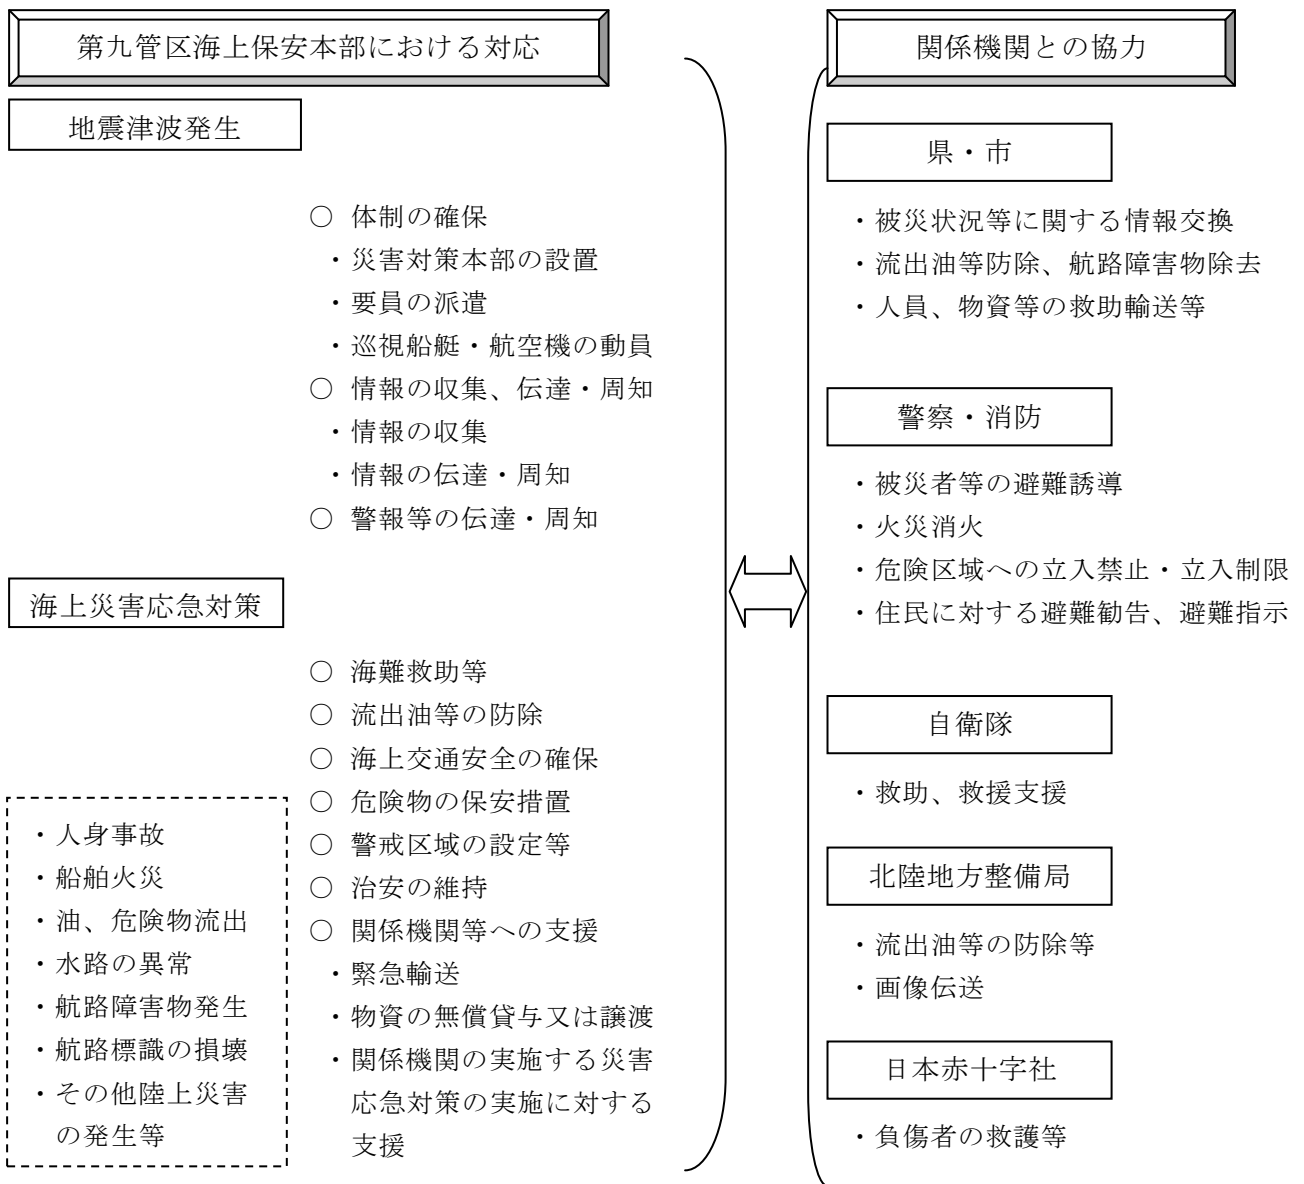 第九管区海上保安本部における対応
地震津波発生
○ 体制の確保
・災害対策本部の設置
・要員の派遣
・巡視船艇・航空機の動員
○ 情報の収集、伝達・周知
・情報の収集
・情報の伝達・周知
○ 警報等の伝達・周知
海上災害応急対策
○ 海難救助等
○ 流出油等の防除
○ 海上交通安全の確保
○ 危険物の保安措置
○ 警戒区域の設定等
○ 治安の維持
○ 関係機関等への支援
・緊急輸送
・物資の無償貸与又は譲渡
・関係機関の実施する災害
応急対策の実施に対する
支援
・人身事故
・船舶火災
・油、危険物流出
・水路の異常
・航路障害物発生
・航路標識の損壊
・その他陸上災害
の発生等
関係機関との協力
県・市
・被災状況等に関する情報交換
・流出油等防除、航路障害物除去
・人員、物資等の救助輸送等
警察・消防
・被災者等の避難誘導
・火災消火
・危険区域への立入禁止・立入制限
・住民に対する避難勧告、避難指示
自衛隊
・救助、救援支援
北陸地方整備局
・流出油等の防除等
・画像伝送
日本赤十字社
・負傷者の救護等